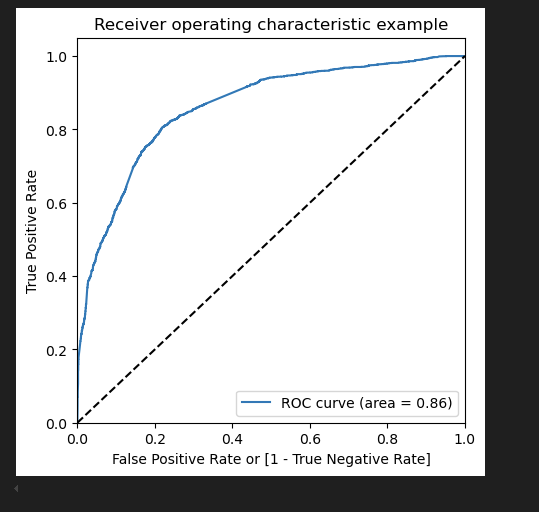 Receiver operating characteristic example
True Positive Rate
1.0
0.8
0.6
0.4
0.2
0.0
ROC curve (area = 0.86)
0.0 0.2 0.4 0.6 0.8 1.0
False Positive Rate or [1 - True Negative Rate]